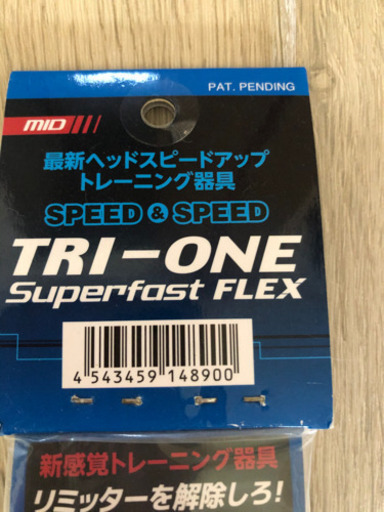 PAT. PENDING
MID
最新ヘッドスピードアップ
トレーニング器具
SPEED & SPEED
TRI-ONE
Superfast FLEX
4 543459 148900
新感覚トレーニング器具
リミッターを解除しろ!